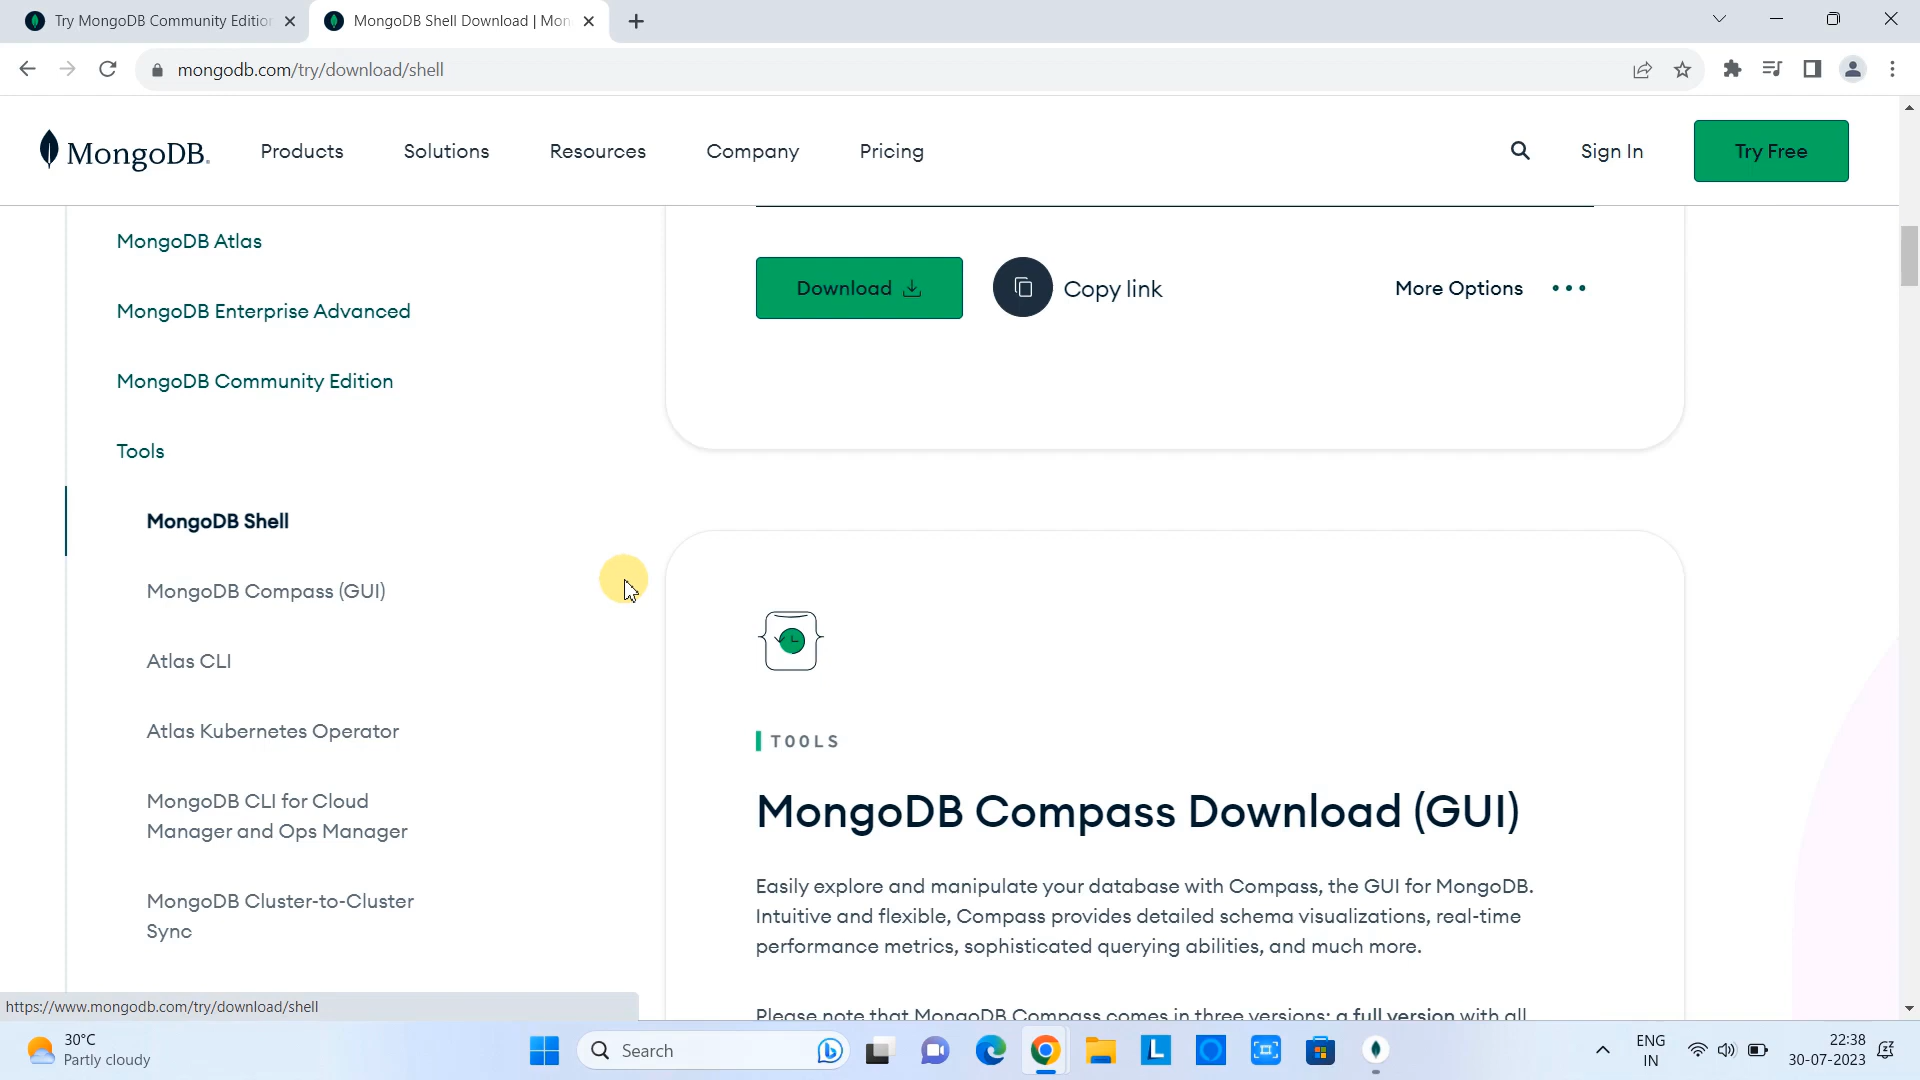 Try MongoDB Community Edition
MongoDB Shell Download | Mon
mongodb.com/try/download/shell
MongoDB.
Products
Solutions
Resources
Company
Pricing
Sign In
Try Free
MongoDB Atlas
MongoDB Enterprise Advanced
MongoDB Community Edition
Tools
MongoDB Shell
MongoDB Compass (GUI)
Atlas CLI
Atlas Kubernetes Operator
MongoDB CLI for Cloud
Manager and Ops Manager
MongoDB Cluster-to-Cluster
Sync
Download
Copy link
More Options
TOOLS
MongoDB Compass Download (GUI)
Easily explore and manipulate your database with Compass, the GUI for MongoDB.
Intuitive and flexible, Compass provides detailed schema visualizations, real-time
performance metrics, sophisticated querying abilities, and much more.
Please note that MongoDB Compass comes in three versions: a full version with all
https://www.mongodb.com/try/download/shell
30°C
Partly cloudy
Search
L
ENG
IN
22:38
30-07-2023